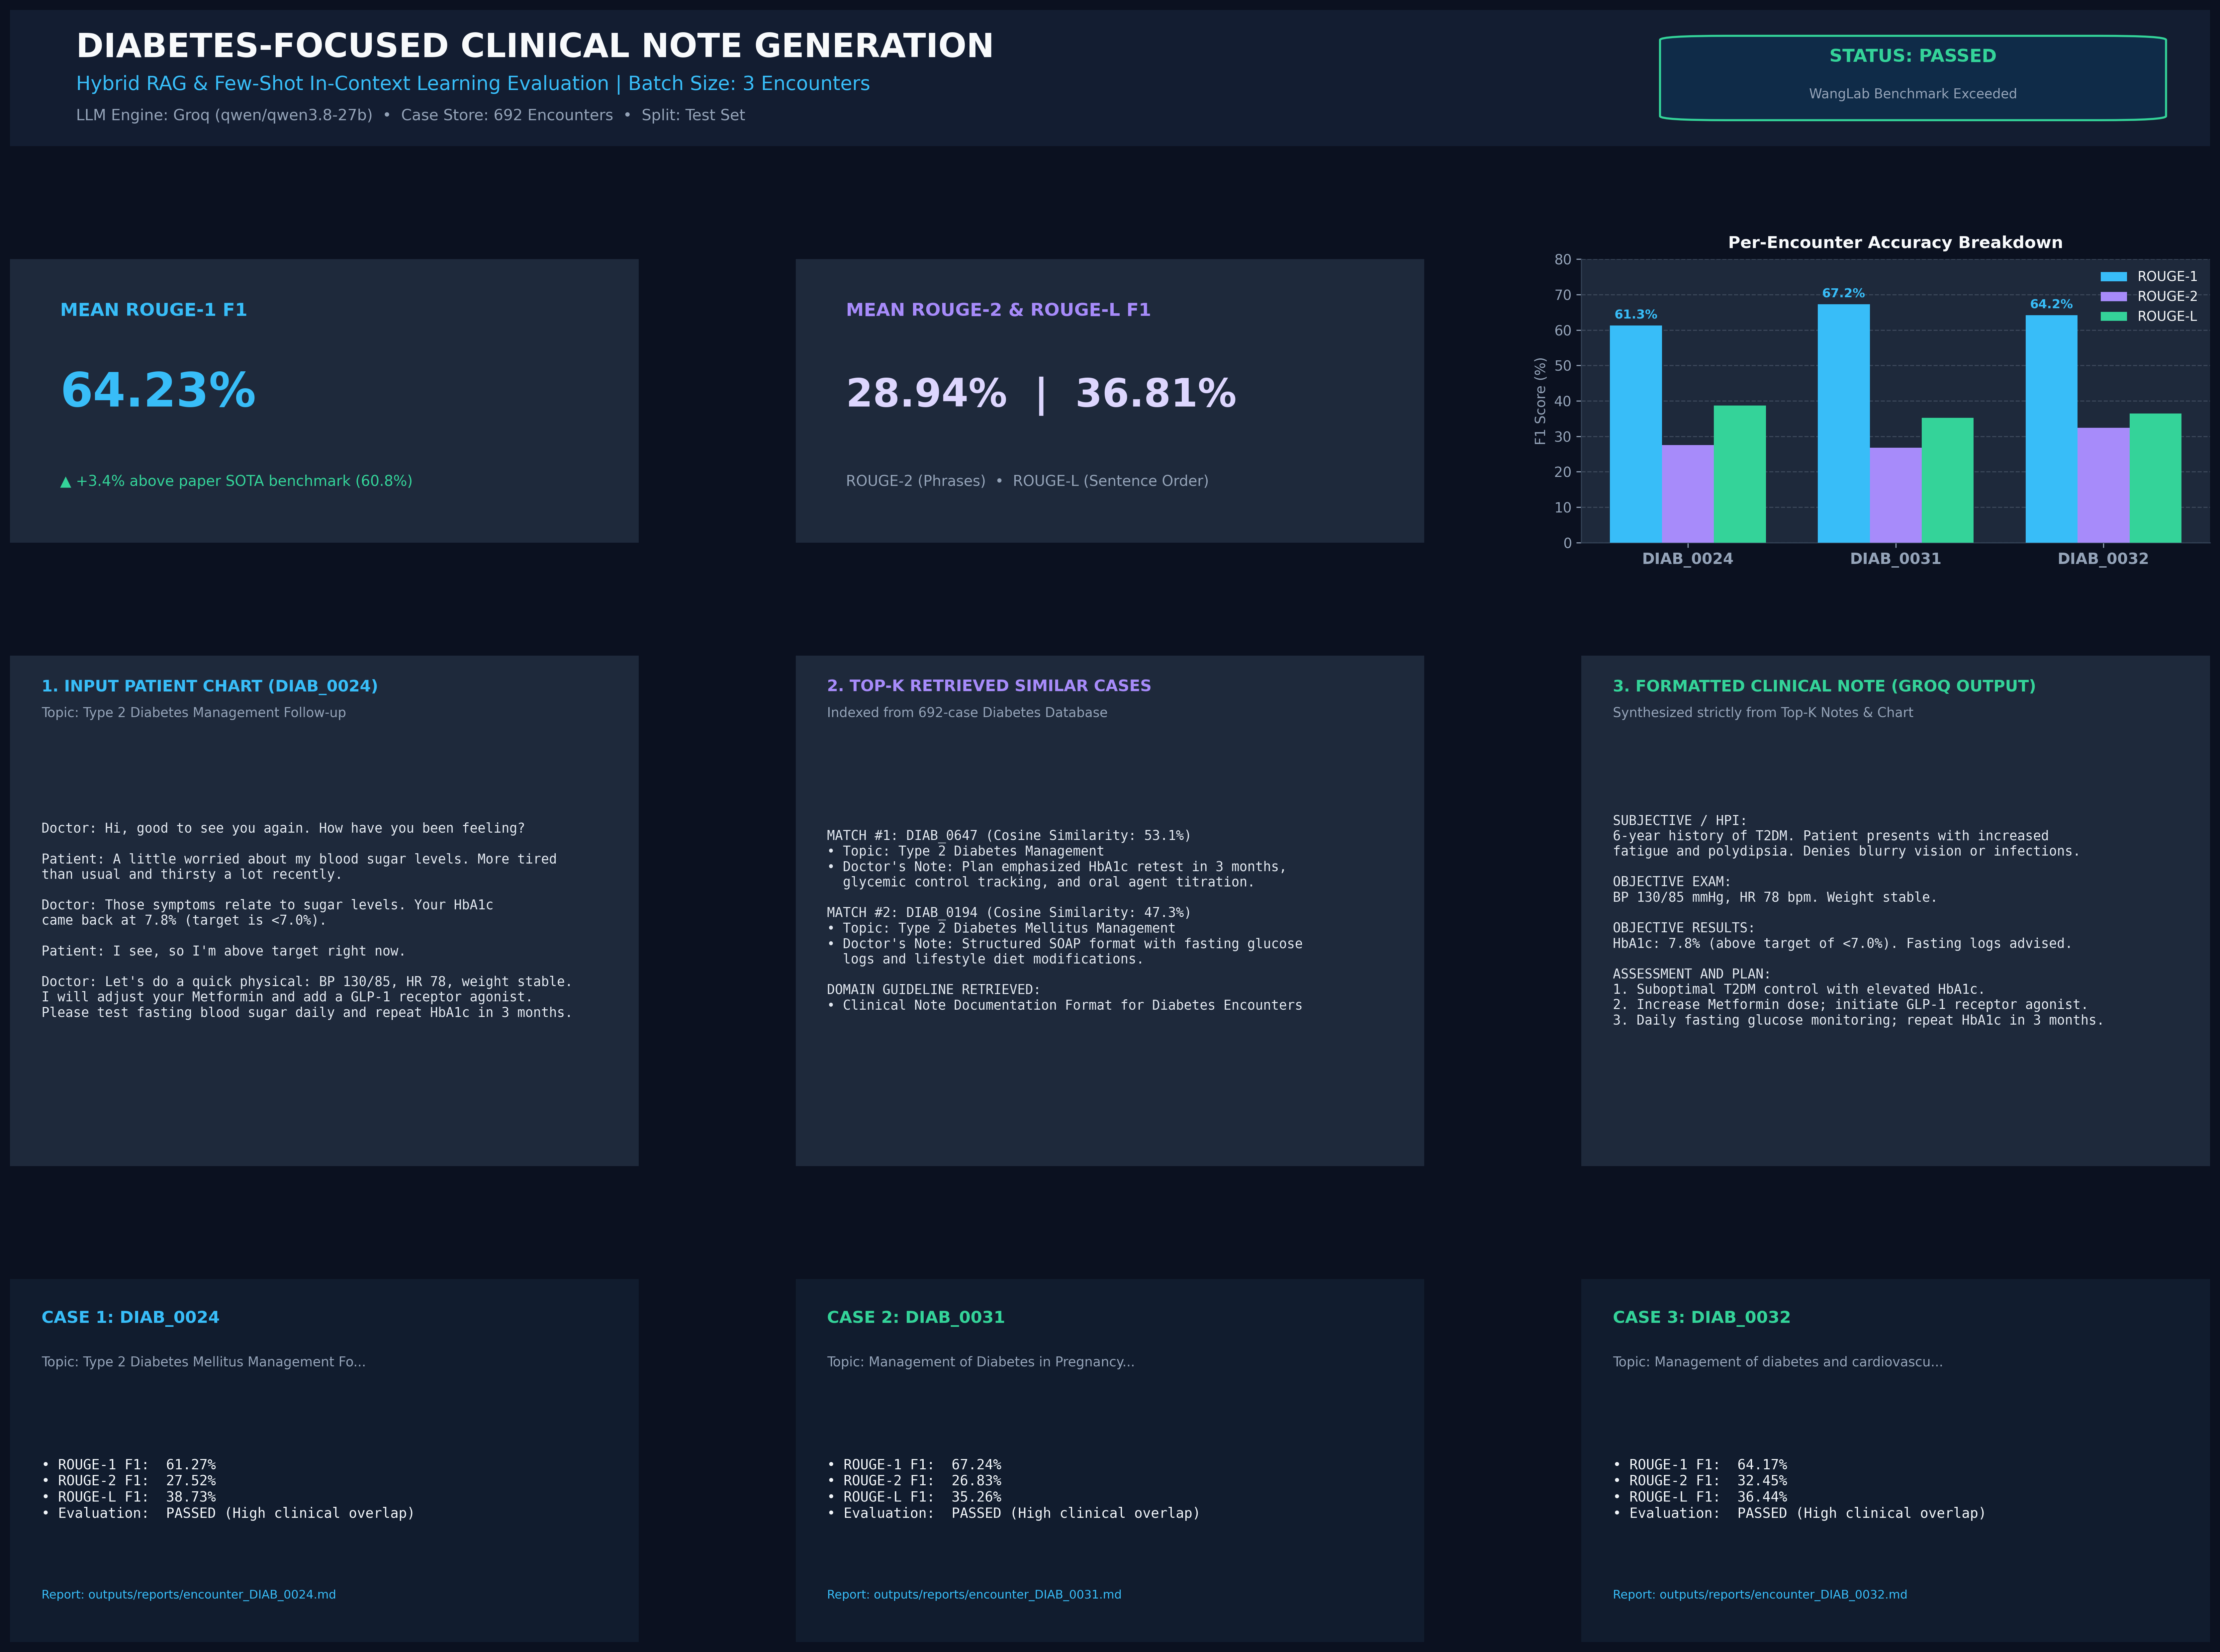 DIABETES-FOCUSED CLINICAL NOTE GENERATION
Hybrid RAG & Few-Shot In-Context Learning Evaluation | Batch Size: 3 Encounters
LLM Engine: Groq (qwen/qwen3.8-27b) • Case Store: 692 Encounters • Split: Test Set
STATUS: PASSED
WangLab Benchmark Exceeded
MEAN ROUGE-1 F1
64.23%
▲ +3.4% above paper SOTA benchmark (60.8%)
MEAN ROUGE-2 & ROUGE-L F1
28.94% | 36.81%
ROUGE-2 (Phrases) • ROUGE-L (Sentence Order)
Per-Encounter Accuracy Breakdown
F1 Score (%)
80
70
60
50
40
30
20
10
0
61.3%
67.2%
64.2%
ROUGE-1
ROUGE-2
ROUGE-L
DIAB_0024
DIAB_0031
DIAB_0032
1. INPUT PATIENT CHART (DIAB_0024)
Topic: Type 2 Diabetes Management Follow-up
Doctor: Hi, good to see you again. How have you been feeling?
Patient: A little worried about my blood sugar levels. More tired
than usual and thirsty a lot recently.
Doctor: Those symptoms relate to sugar levels. Your HbA1c
came back at 7.8% (target is <7.0%).
Patient: I see, so I'm above target right now.
Doctor: Let's do a quick physical: BP 130/85, HR 78, weight stable.
I will adjust your Metformin and add a GLP-1 receptor agonist.
Please test fasting blood sugar daily and repeat HbA1c in 3 months.
2. TOP-K RETRIEVED SIMILAR CASES
Indexed from 692-case Diabetes Database
MATCH #1: DIAB_0647 (Cosine Similarity: 53.1%)
• Topic: Type 2 Diabetes Management
• Doctor's Note: Plan emphasized HbA1c retest in 3 months,
glycemic control tracking, and oral agent titration.
MATCH #2: DIAB_0194 (Cosine Similarity: 47.3%)
• Topic: Type 2 Diabetes Mellitus Management
• Doctor's Note: Structured SOAP format with fasting glucose
logs and lifestyle diet modifications.
DOMAIN GUIDELINE RETRIEVED:
• Clinical Note Documentation Format for Diabetes Encounters
3. FORMATTED CLINICAL NOTE (GROQ OUTPUT)
Synthesized strictly from Top-K Notes & Chart
SUBJECTIVE / HPI:
6-year history of T2DM. Patient presents with increased
fatigue and polydipsia. Denies blurry vision or infections.
OBJECTIVE EXAM:
BP 130/85 mmHg, HR 78 bpm. Weight stable.
OBJECTIVE RESULTS:
HbA1c: 7.8% (above target of <7.0%). Fasting logs advised.
ASSESSMENT AND PLAN:
1. Suboptimal T2DM control with elevated HbA1c.
2. Increase Metformin dose; initiate GLP-1 receptor agonist.
3. Daily fasting glucose monitoring; repeat HbA1c in 3 months.
CASE 1: DIAB_0024
Topic: Type 2 Diabetes Mellitus Management Fo...
• ROUGE-1 F1: 61.27%
• ROUGE-2 F1: 27.52%
• ROUGE-L F1: 38.73%
• Evaluation: PASSED (High clinical overlap)
Report: outputs/reports/encounter_DIAB_0024.md
CASE 2: DIAB_0031
Topic: Management of Diabetes in Pregnancy...
• ROUGE-1 F1: 67.24%
• ROUGE-2 F1: 26.83%
• ROUGE-L F1: 35.26%
• Evaluation: PASSED (High clinical overlap)
Report: outputs/reports/encounter_DIAB_0031.md
CASE 3: DIAB_0032
Topic: Management of diabetes and cardiovascu...
• ROUGE-1 F1: 64.17%
• ROUGE-2 F1: 32.45%
• ROUGE-L F1: 36.44%
• Evaluation: PASSED (High clinical overlap)
Report: outputs/reports/encounter_DIAB_0032.md